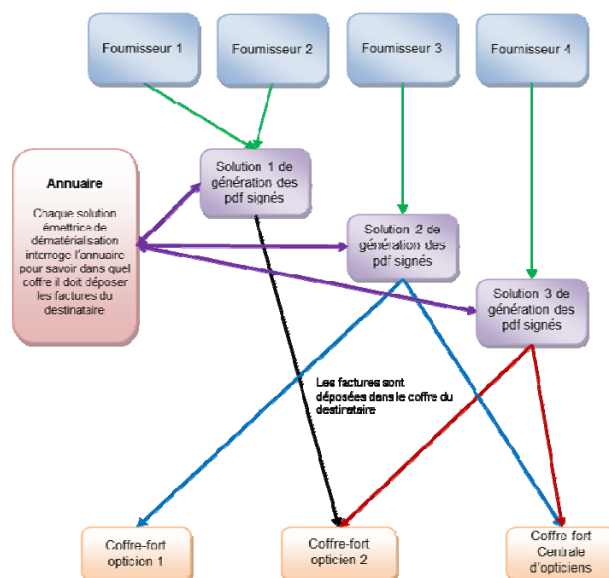 Fournisseur 1
Fournisseur 2
Fournisseur 3
Fournisseur 4
Annuaire
Chaque solution
émettrice de
dématérialisation
interroge l'annuaire
pour savoir dans quel
coffre il doit déposer
les factures du
destinataire
Solution 1 de
génération des
pdf signés
Solution 2 de
génération des
pdf signés
Solution 3 de
génération des
pdf signés
Les factures sont
déposées dans le coffre du
destinataire
Coffre-fort
opticien 1
Coffre-fort
opticien 2
Coffre fort
Centrale
d'opticiens